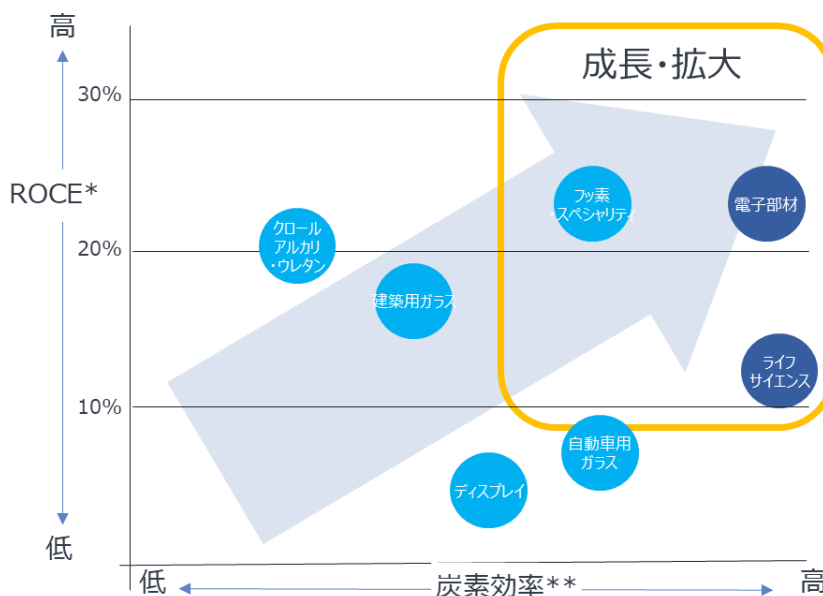 高
成長・拡大
30%
ROCE*
フッ素
・スペシャリティ
電子部材
クロール
アルカリ
・ウレタン
20%
建築用ガラス
ライフ
サイエンス
10%
自動車用
ガラス
ディスプレイ
低
低
炭素効率**
高